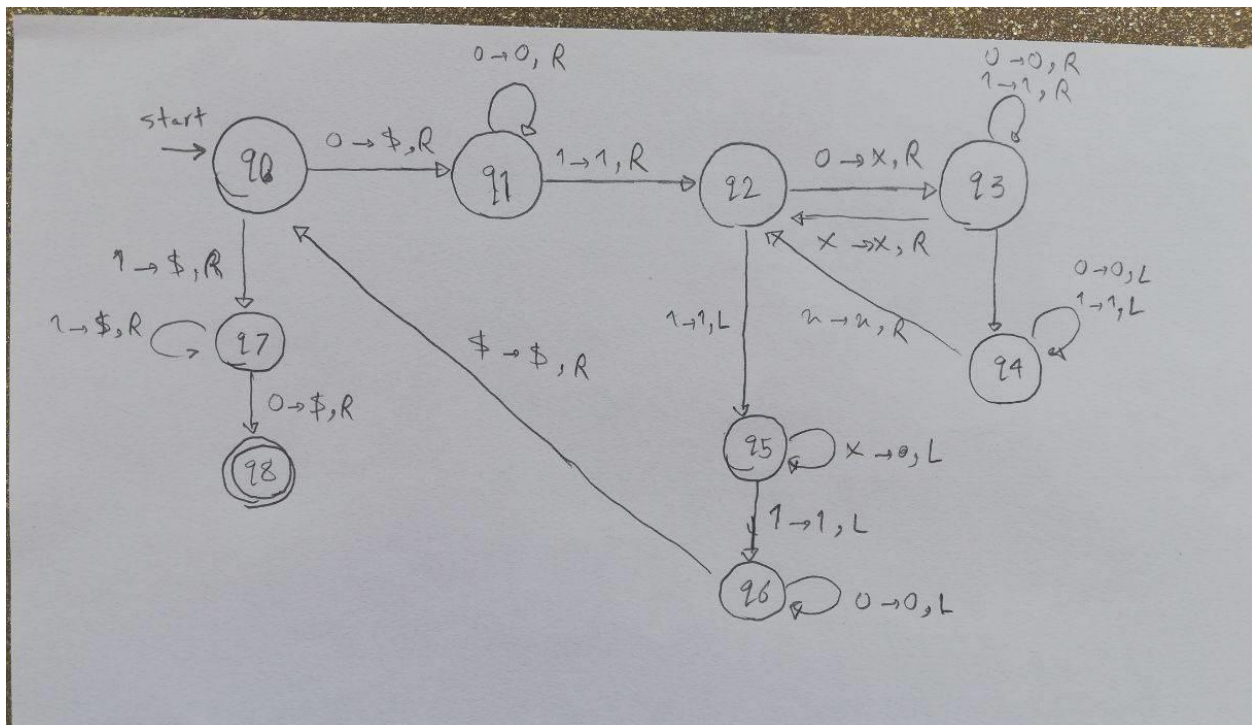 0→0, R
0→0, R
1→1, R
start
q0
0→$, R
q1
1→1, R
q2
0→x, R
q3
x→x, R
1→$, R
0→0, L
1→1, L
1→$, R
q7
$→$, R
1→1, L
x→x, R
q4
0→$, R
q8
q5
x→0, L
1→1, L
q6
0→0, L